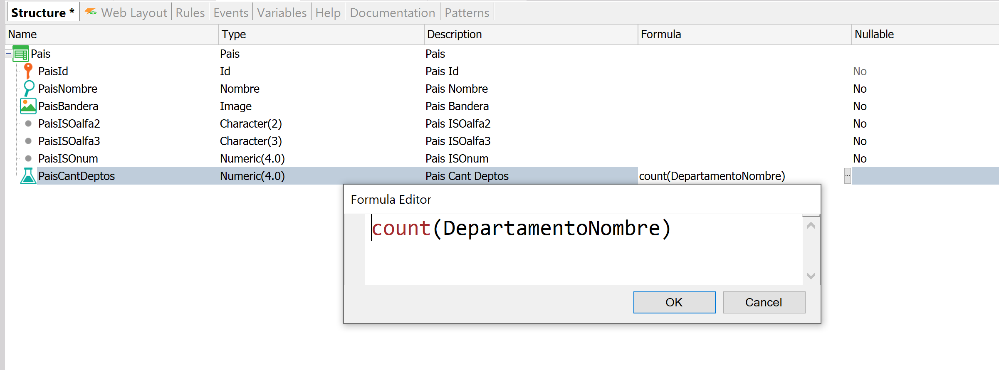 Structure * Web Layout Rules Events Variables Help Documentation Patterns
Name Type Description Formula Nullable
Pais Pais Pais
PaisId Id Pais Id No
PaisNombre Nombre Pais Nombre No
PaisBandera Image Pais Bandera No
PaisISOalfa2 Character(2) Pais ISOalfa2 No
PaisISOalfa3 Character(3) Pais ISOalfa3 No
PaisISOnum Numeric(4.0) Pais ISOnum No
PaisCantDeptos Numeric(4.0) Pais Cant Deptos count(DepartamentoNombre) ...
Formula Editor
count(DepartamentoNombre)
OK Cancel